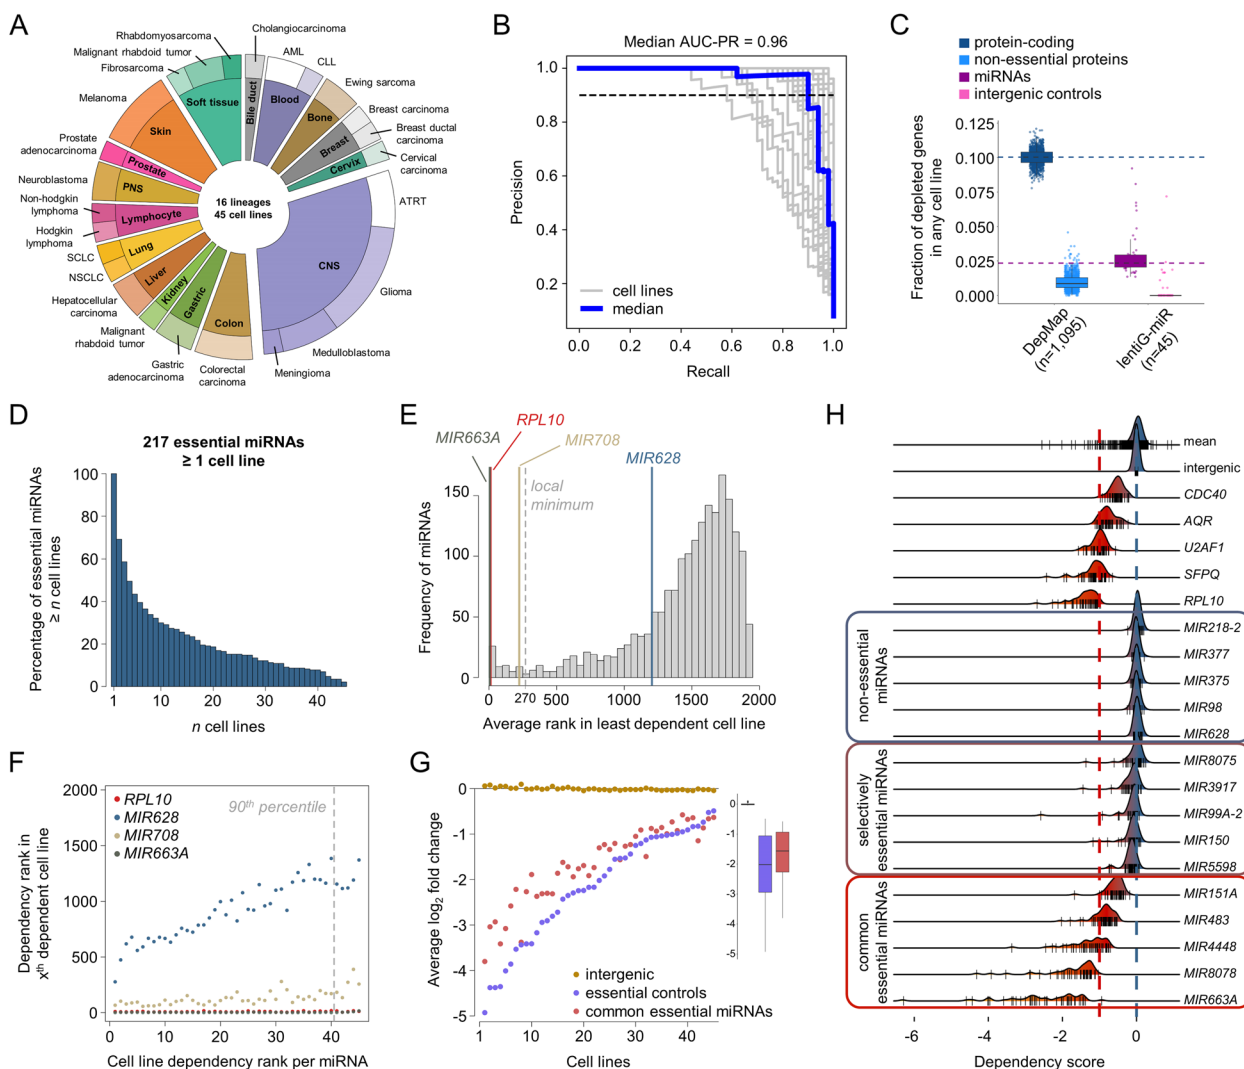 A
Rhabdomyosarcoma
Malignant rhabdoid tumor
Fibrosarcoma
Melanoma
Prostate
adenocarcinoma
Neuroblastoma
Non-hodgkin
lymphoma
Hodgkin
lymphoma
SCLC
NSCLC
Hepatocellular
carcinoma
Malignant
rhabdoid tumor
Gastric
adenocarcinoma
Colorectal
carcinoma
Meningioma
Medulloblastoma
Glioma
ATRT
Cervical
carcinoma
Breast ductal
carcinoma
Breast carcinoma
Ewing sarcoma
CLL
AML
Cholangiocarcinoma
Soft tissue
Bile duct
Blood
Bone
Breast
Cervix
CNS
Colon
Gastric
Kidney
Liver
Lung
Lymphocyte
PNS
Prostate
Skin
16 lineages
45 cell lines
B
Median AUC-PR = 0.96
Precision
1.0
0.8
0.6
0.4
0.2
cell lines
median
0.0
0.2
0.4
0.6
0.8
1.0
Recall
C
protein-coding
non-essential proteins
miRNAs
intergenic controls
Fraction of depleted genes
in any cell line
0.125
0.100
0.075
0.050
0.025
0.000
DepMap
(n=1,095)
lentiG-miR
(n=45)
D
217 essential miRNAs
≥ 1 cell line
Percentage of essential miRNAs
≥ n cell lines
100
80
60
40
20
0
1
10
20
30
40
n cell lines
E
MIR663A
RPL10
MIR708
MIR628
local
minimum
Frequency of miRNAs
150
100
50
0
0
270
500
1000
1500
2000
Average rank in least dependent cell line
F
RPL10
MIR628
MIR708
MIR663A
90th percentile
Dependency rank in
xth dependent cell line
2000
1500
1000
500
0
0
10
20
30
40
Cell line dependency rank per miRNA
G
Average log2 fold change
0
-1
-2
-3
-4
-5
intergenic
essential controls
common essential miRNAs
1
10
20
30
40
Cell lines
0
-1
-2
-3
-4
-5
H
mean
intergenic
CDC40
AQR
U2AF1
SFPQ
RPL10
non-essential
miRNAs
MIR218-2
MIR377
MIR375
MIR98
MIR628
selectively
essential miRNAs
MIR8075
MIR3917
MIR99A-2
MIR150
MIR5598
common
essential miRNAs
MIR151A
MIR483
MIR4448
MIR8078
MIR663A
-6
-4
-2
0
Dependency score